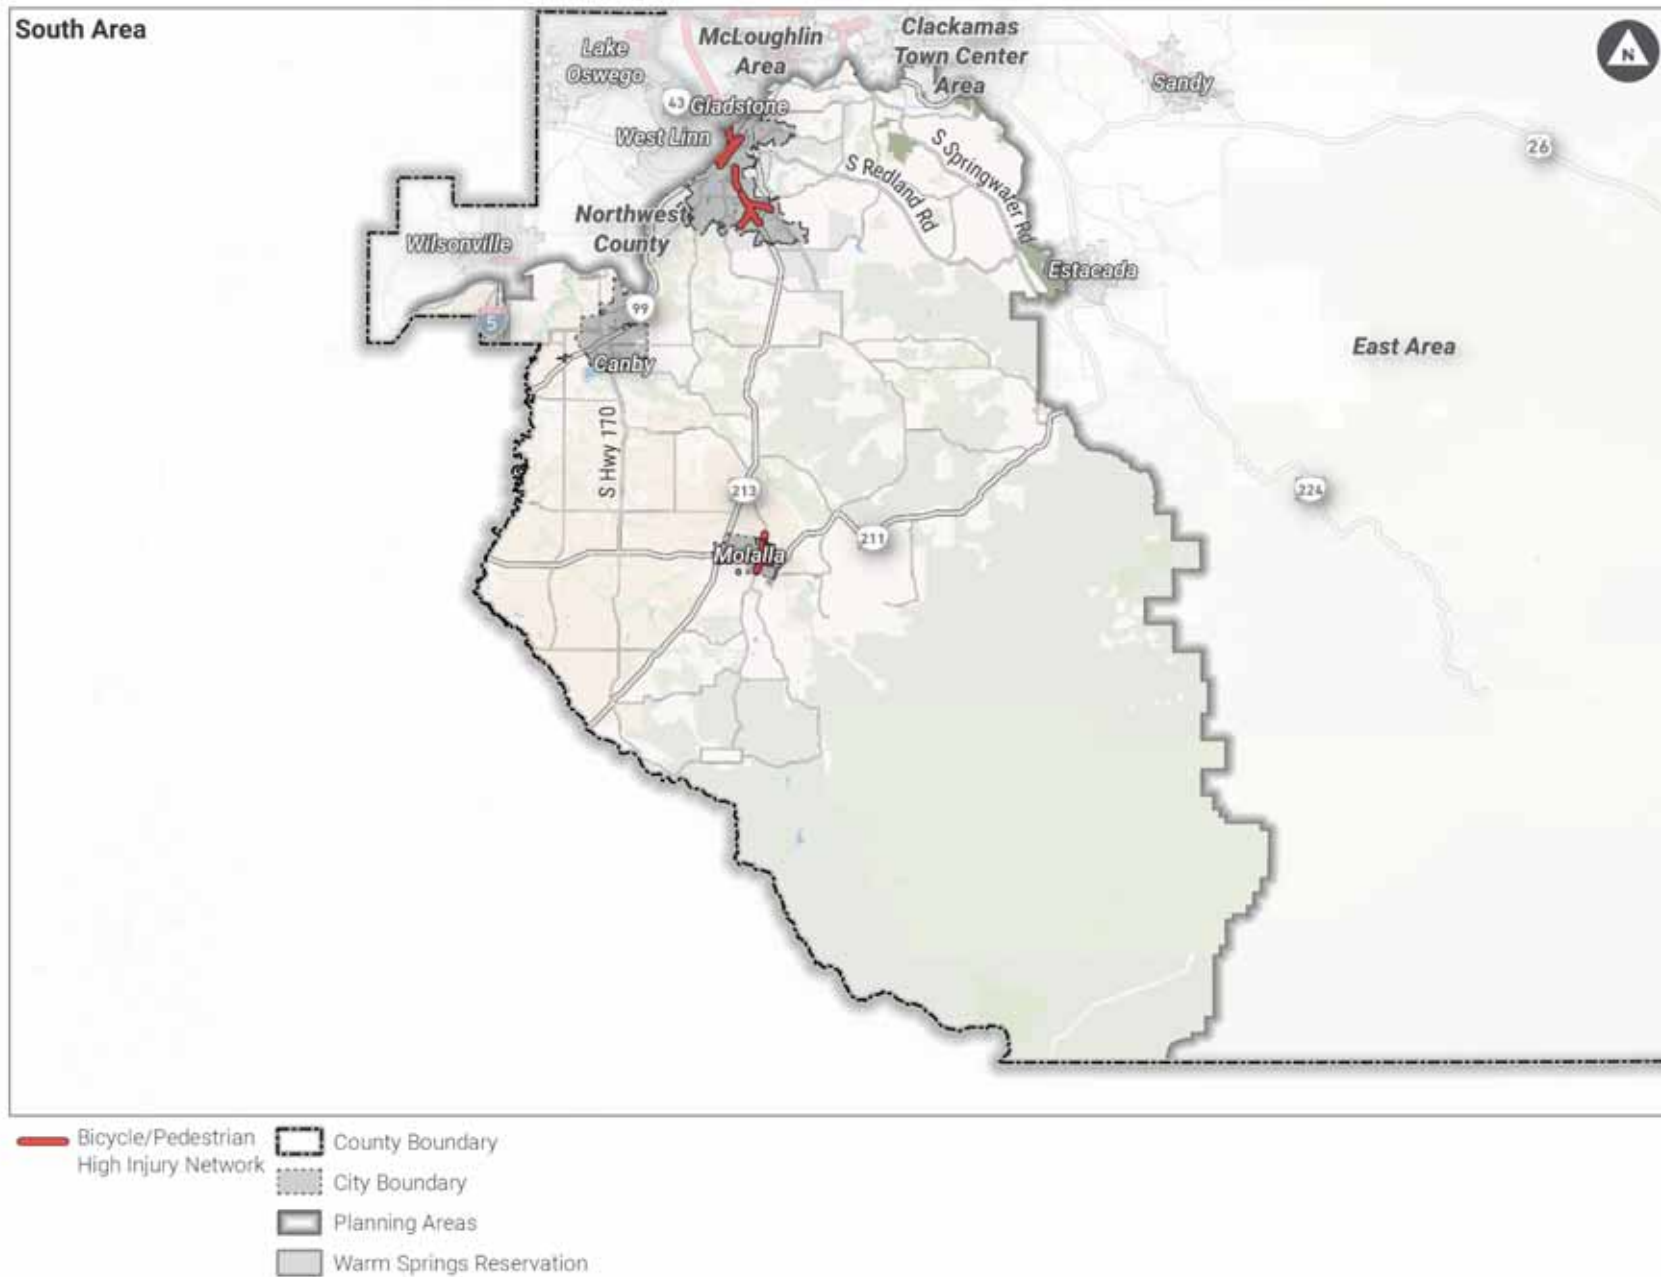 South Area
N
Lake
Oswego
McLoughlin
Area
Clackamas
Town Center
Area
Sandy
43
Gladstone
West Linn
26
S Redland Rd
S Springwater Rd
Northwest
County
Wilsonville
Estacada
99
5
Canby
East Area
S Hwy 170
213
224
211
Molalla
Bicycle/Pedestrian
High Injury Network
County Boundary
City Boundary
Planning Areas
Warm Springs Reservation